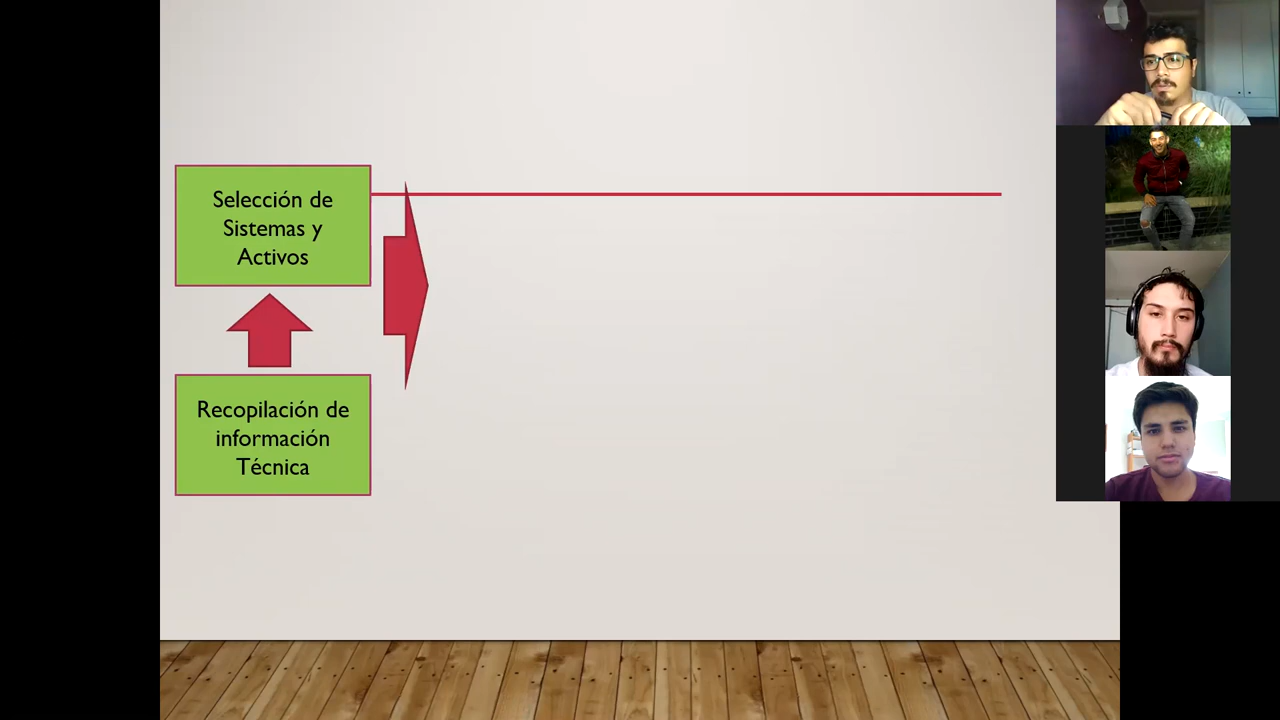 Selección de
Sistemas y
Activos
Recopilación de
información
Técnica